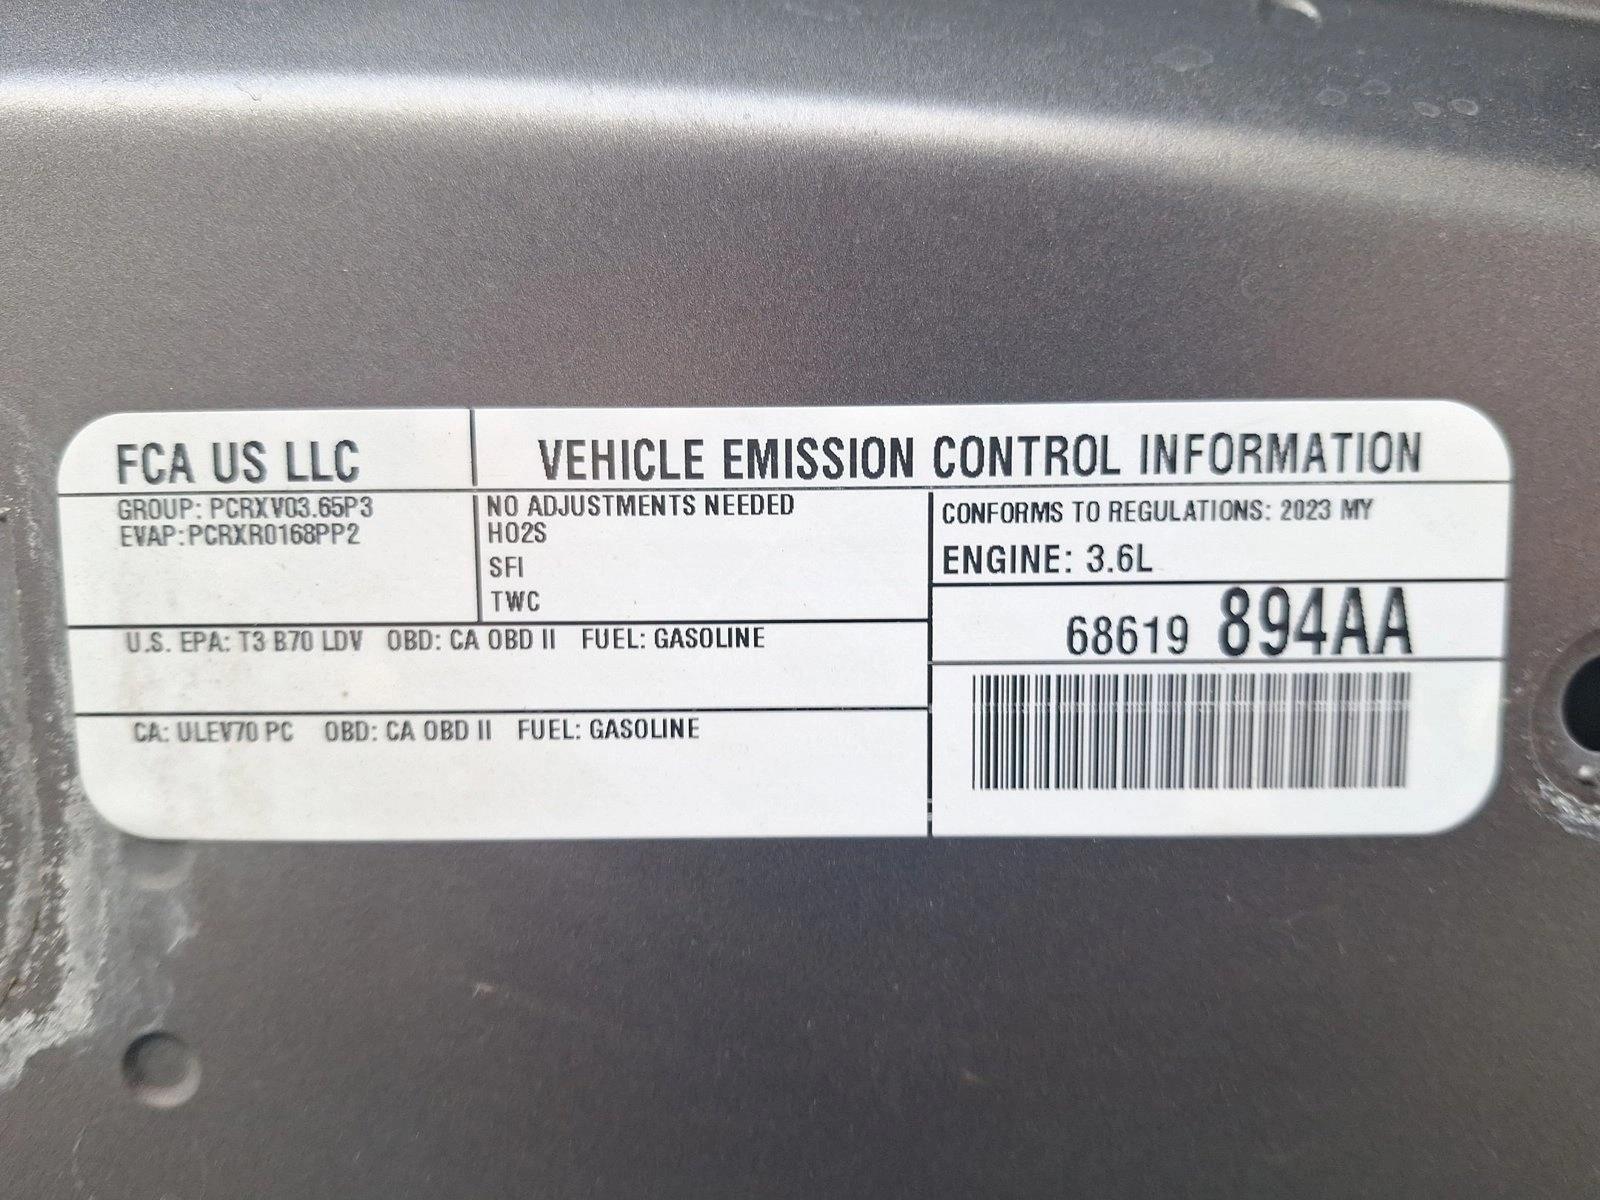 FCA US LLC
VEHICLE EMISSION CONTROL INFORMATION
GROUP: PCRXV03.65P3
EVAP:PCRXR0168PP2
NO ADJUSTMENTS NEEDED
HO2S
SFI
TWC
CONFORMS TO REGULATIONS: 2023 MY
ENGINE: 3.6L
68619 894AA
U.S. EPA: T3 B70 LDV OBD: CA OBD II FUEL: GASOLINE
CA: ULEV70 PC OBD: CA OBD II FUEL: GASOLINE